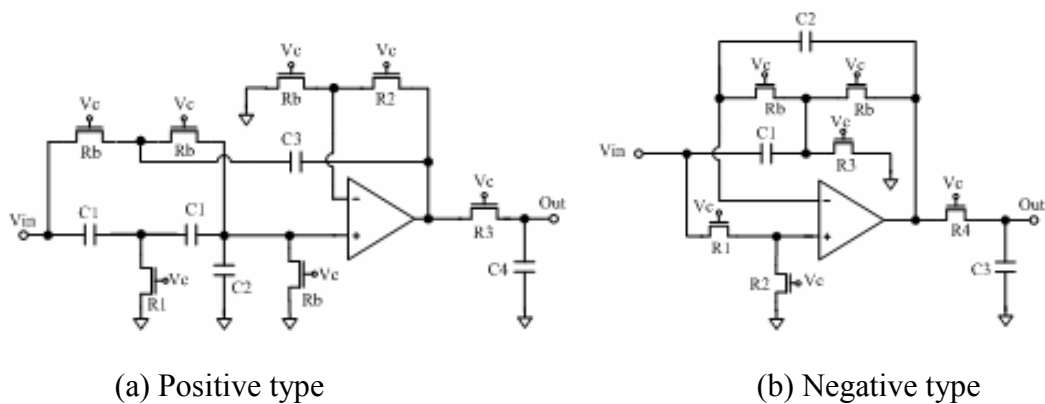 Vc
Vc
Rb
R2
Vc
Vc
Rb
Rb
C3
Vin
C1
C1
-
+
Vc
Out
R3
Vc
R1
C2
Vc
Rb
C4
(a) Positive type
C2
Vc
Vc
Rb
Rb
C1
Vc
R3
Vin
Vc
R1
-
+
Vc
Out
R4
R2
Vc
C3
(b) Negative type